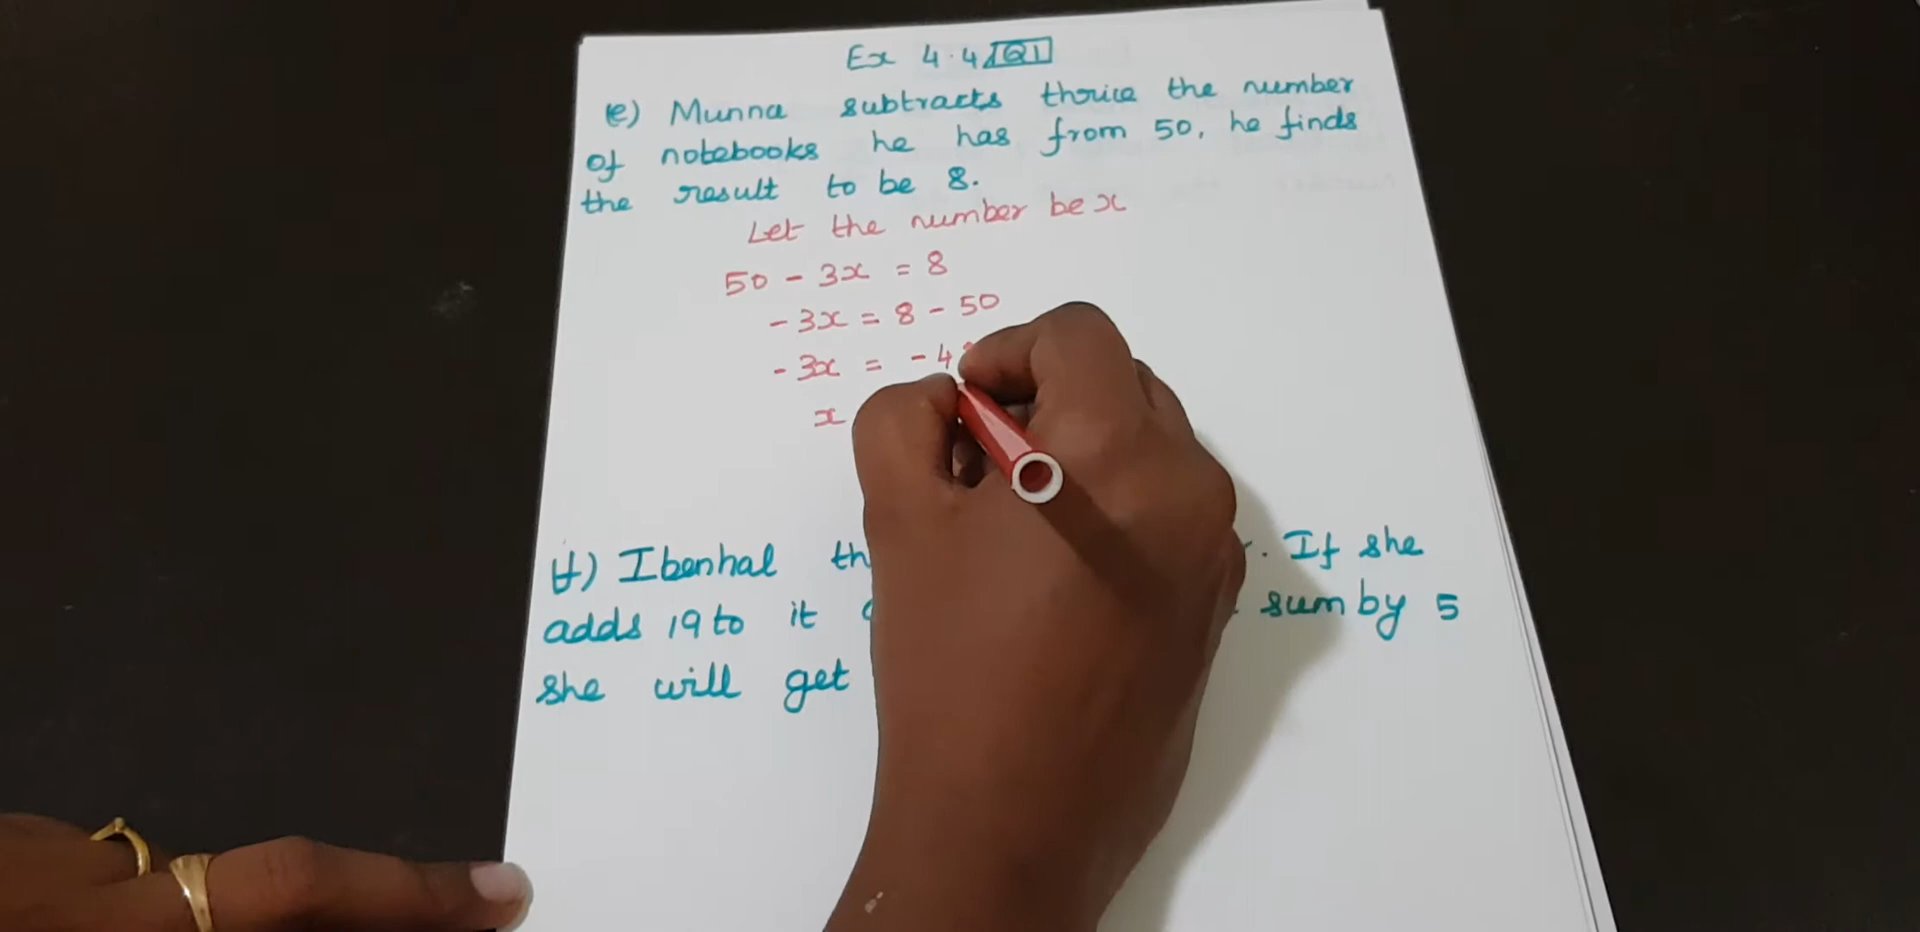 Ex 4.4 Q1
(e) Munna subtracts thrice the number
of notebooks he has from 50, he finds
the result to be 8.
Let the number be x
50 - 3x = 8
- 3x = 8 - 50
- 3x = - 4
x
f) Ibenhal th . If she
adds 19 to it sum by 5
she will get